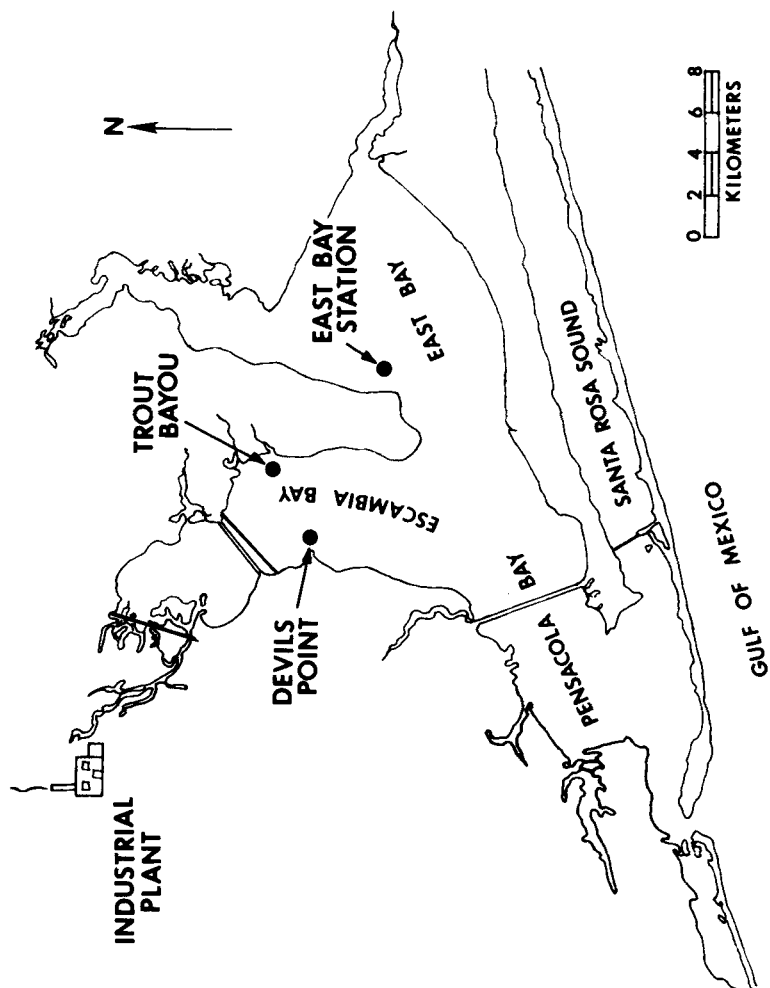 N
EAST BAY
STATION
TROUT
BAYOU
EAST BAY
ESCAMBIA BAY
DEVILS
POINT
INDUSTRIAL
PLANT
PENSACOLA BAY
SANTA ROSA SOUND
GULF OF MEXICO
0 2 4 6 8
KILOMETERS